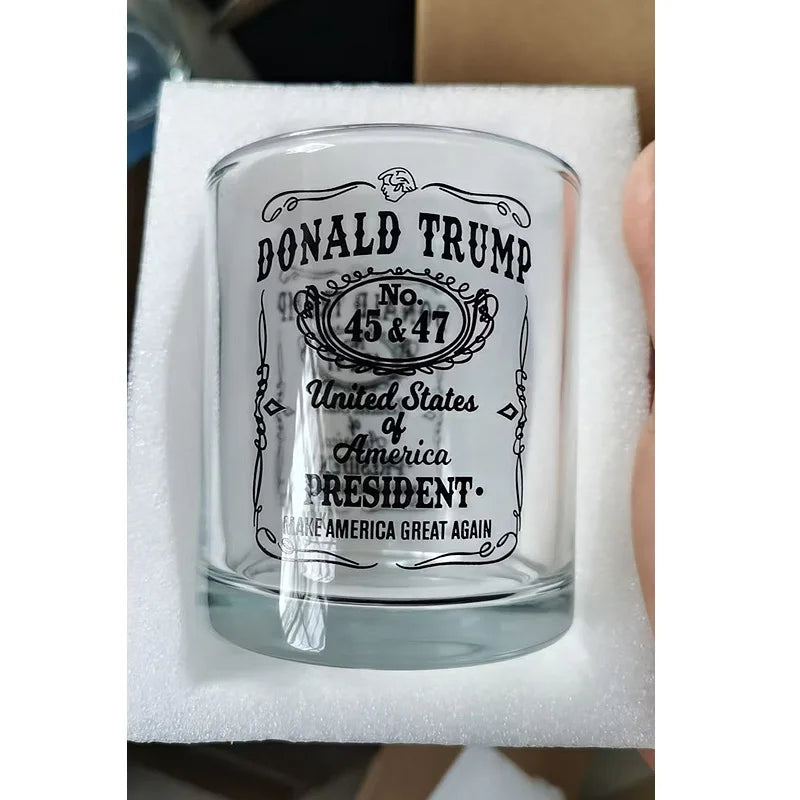 DONALD TRUMP
No.
45 & 47
United States
of
America
PRESIDENT·
MAKE AMERICA GREAT AGAIN